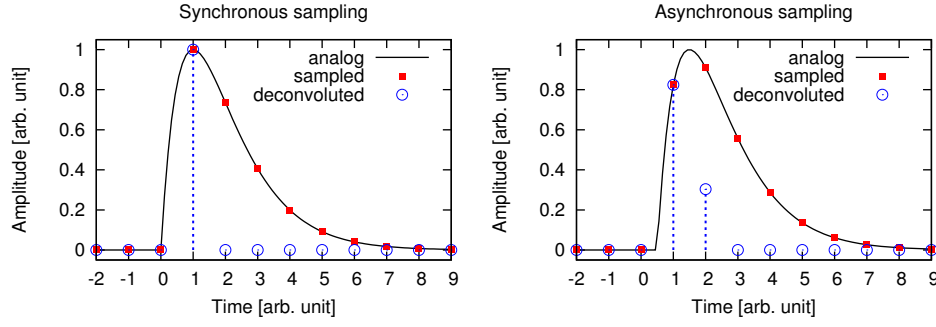 Synchronous sampling
Amplitude [arb. unit]
1
0.8
0.6
0.4
0.2
0
analog
sampled
deconvoluted
-2 -1 0 1 2 3 4 5 6 7 8 9
Time [arb. unit]
Asynchronous sampling
Amplitude [arb. unit]
1
0.8
0.6
0.4
0.2
0
analog
sampled
deconvoluted
-2 -1 0 1 2 3 4 5 6 7 8 9
Time [arb. unit]